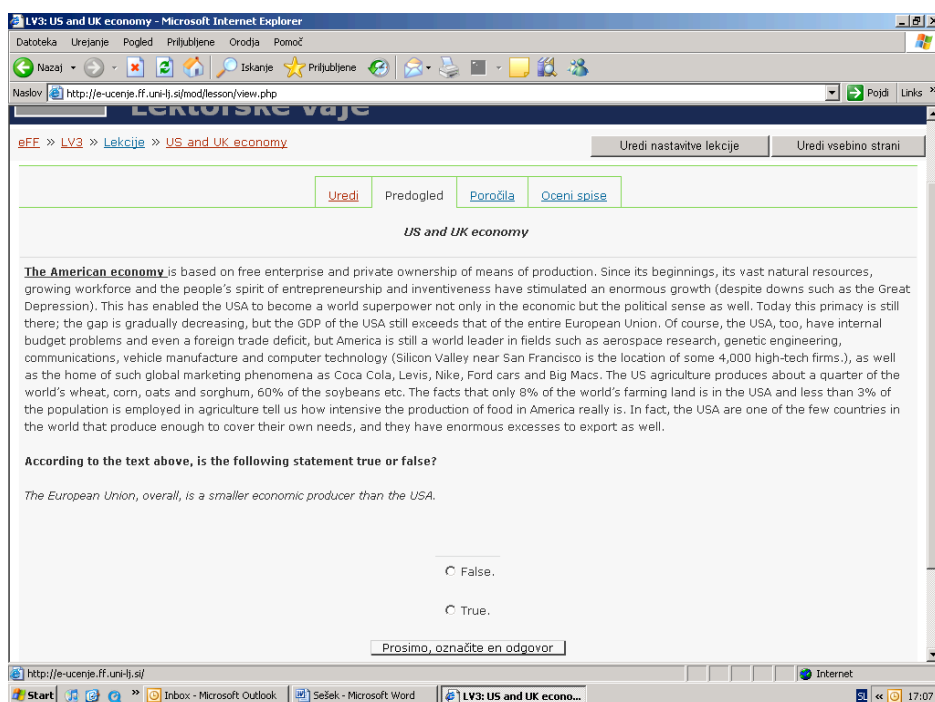 LV3: US and UK economy - Microsoft Internet Explorer
Datoteka Urejanje Pogled Priljubljene Orodja Pomoč
Nazaj Iskanje Priljubljene
Naslov http://e-ucenje.ff.uni-lj.si/mod/lesson/view.php Pojdi Links »
Lektorske vaje
eFF » LV3 » Lekcije » US and UK economy Uredi nastavitve lekcije Uredi vsebino strani
Uredi Predogled Poročila Oceni spise
US and UK economy
The American economy is based on free enterprise and private ownership of means of production. Since its beginnings, its vast natural resources,
growing workforce and the people's spirit of entrepreneurship and inventiveness have stimulated an enormous growth (despite downs such as the Great
Depression). This has enabled the USA to become a world superpower not only in the economic but the political sense as well. Today this primacy is still
there; the gap is gradually decreasing, but the GDP of the USA still exceeds that of the entire European Union. Of course, the USA, too, have internal
budget problems and even a foreign trade deficit, but America is still a world leader in fields such as aerospace research, genetic engineering,
communications, vehicle manufacture and computer technology (Silicon Valley near San Francisco is the location of some 4,000 high-tech firms.), as well
as the home of such global marketing phenomena as Coca Cola, Levis, Nike, Ford cars and Big Macs. The US agriculture produces about a quarter of the
world's wheat, corn, oats and sorghum, 60% of the soybeans etc. The facts that only 8% of the world's farming land is in the USA and less than 3% of
the population is employed in agriculture tell us how intensive the production of food in America really is. In fact, the USA are one of the few countries in
the world that produce enough to cover their own needs, and they have enormous excesses to export as well.
According to the text above, is the following statement true or false?
The European Union, overall, is a smaller economic producer than the USA.
False.
True.
Prosimo, označite en odgovor
http://e-ucenje.ff.uni-lj.si/ Internet
Start » Inbox - Microsoft Outlook Sešek - Microsoft Word LV3: US and UK econo... SL « 17:07